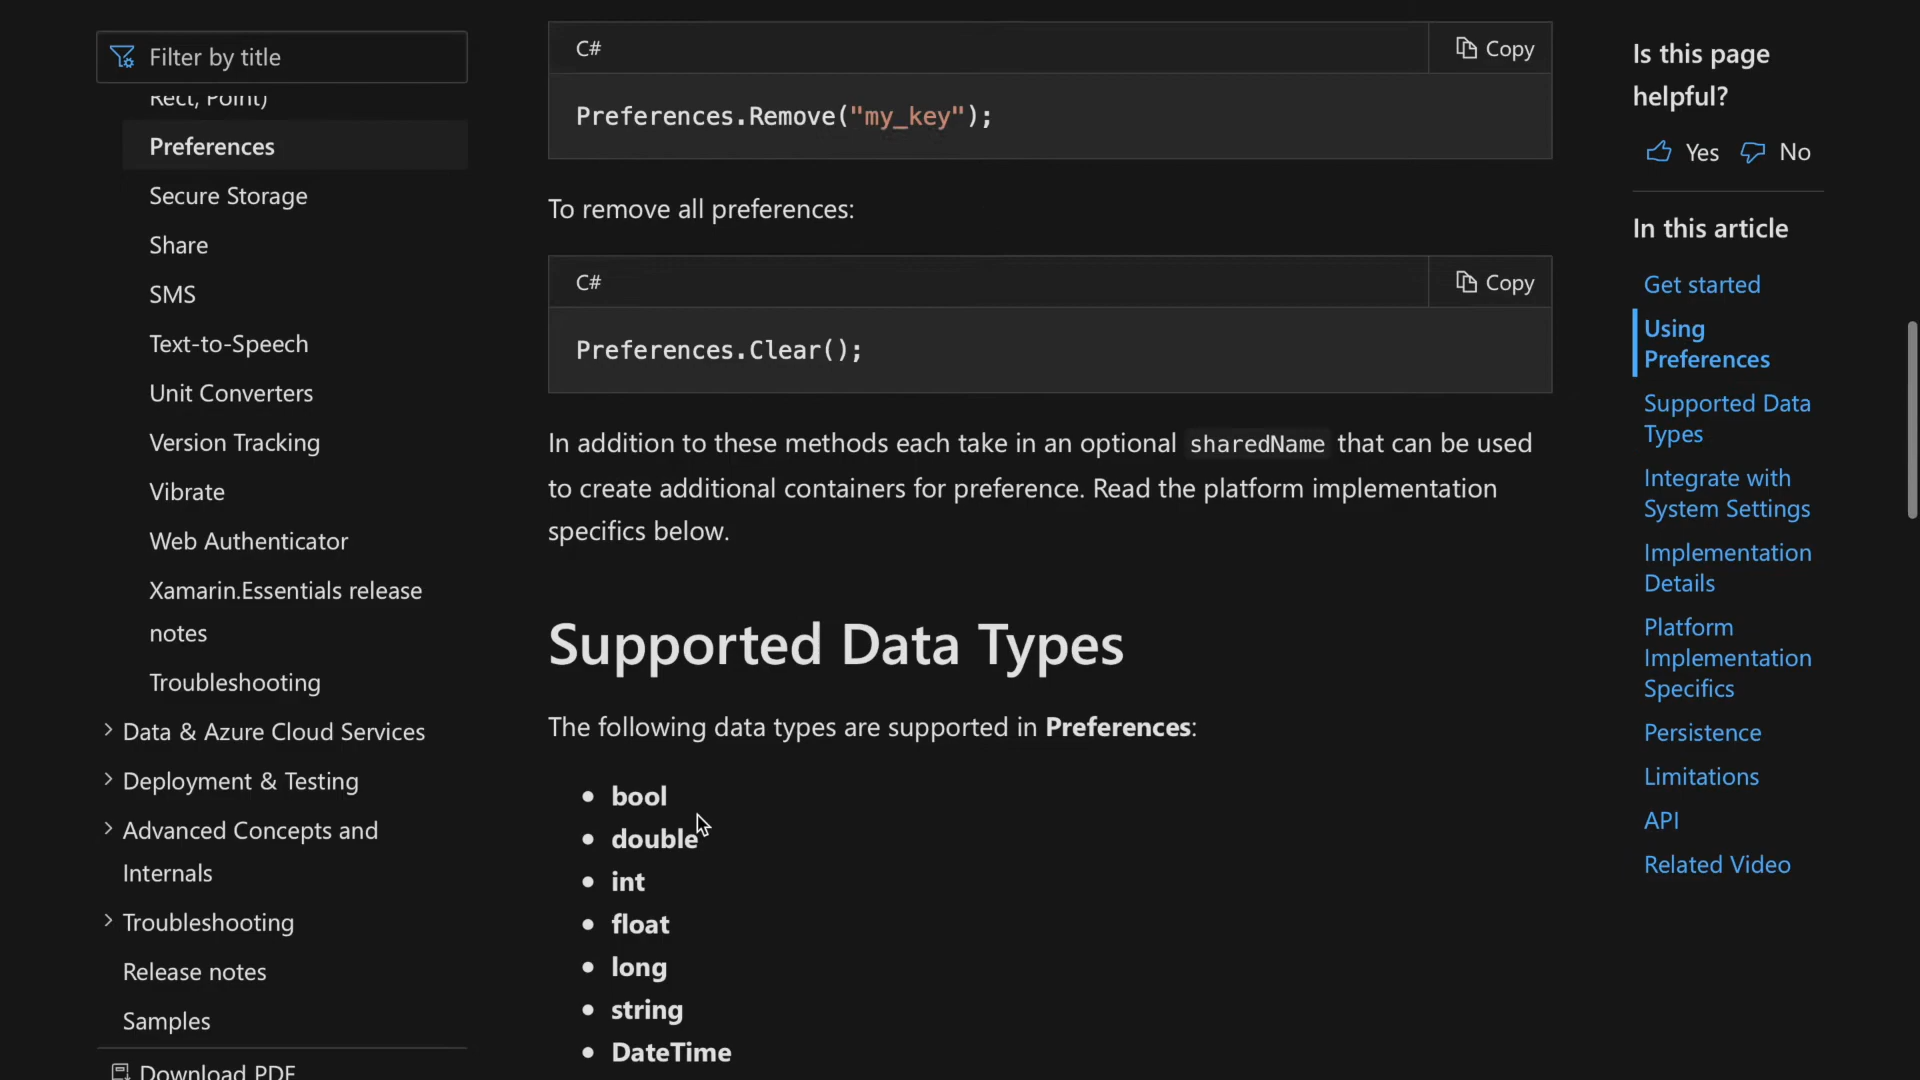 Filter by title
Rect, Point)
Preferences
Secure Storage
Share
SMS
Text-to-Speech
Unit Converters
Version Tracking
Vibrate
Web Authenticator
Xamarin.Essentials release
notes
Troubleshooting
Data & Azure Cloud Services
Deployment & Testing
Advanced Concepts and
Internals
Troubleshooting
Release notes
Samples
Download PDF
C#
Copy
Preferences.Remove("my_key");
To remove all preferences:
C#
Copy
Preferences.Clear();
In addition to these methods each take in an optional sharedName that can be used
to create additional containers for preference. Read the platform implementation
specifics below.
Supported Data Types
The following data types are supported in Preferences:
• bool
• double
• int
• float
• long
• string
• DateTime
Is this page
helpful?
Yes No
In this article
Get started
Using
Preferences
Supported Data
Types
Integrate with
System Settings
Implementation
Details
Platform
Implementation
Specifics
Persistence
Limitations
API
Related Video